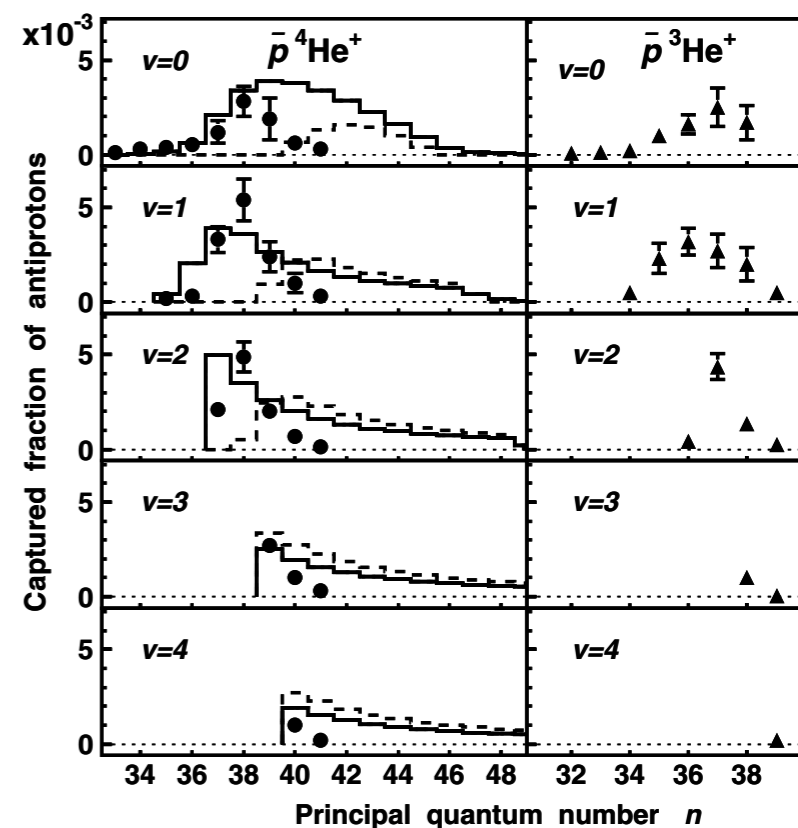 x10⁻³
v=0 p̄ ⁴He⁺ v=0 p̄ ³He⁺
5
0
v=1 v=1
5
0
v=2 v=2
5
0
v=3 v=3
5
0
v=4 v=4
5
0
34 36 38 40 42 44 46 48 32 34 36 38
Principal quantum number n
Captured fraction of antiprotons